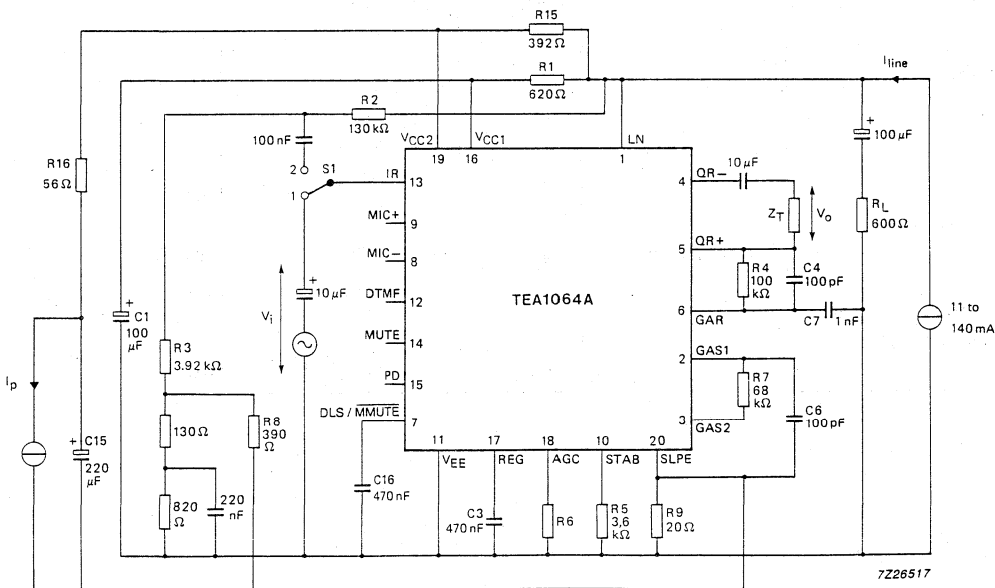 R15
392Ω
R1
620Ω
I line
R2
130kΩ
100nF
VCC2
VCC1
LN
19
16
1
+
100μF
R16
56Ω
2
S1
1
IR
13
10μF
4
QR−
ZT
Vo
RL
600Ω
MIC+
9
MIC−
8
5
QR+
R4
100
kΩ
C4
100pF
+
10μF
DTMF
12
TEA1064A
Vi
+
C1
100
μF
6
GAR
C7
1nF
11 to
140mA
MUTE
14
R3
3.92kΩ
2
GAS1
Ip
PD
15
R7
68
kΩ
C6
100pF
DLS / MMUTE
7
3
GAS2
130Ω
R8
390
Ω
+
C15
220
μF
11
17
18
10
20
VEE
REG
AGC
STAB
SLPE
C16
470nF
820
Ω
220
nF
C3
470nF
R6
R5
3,6
kΩ
R9
20Ω
7Z26517